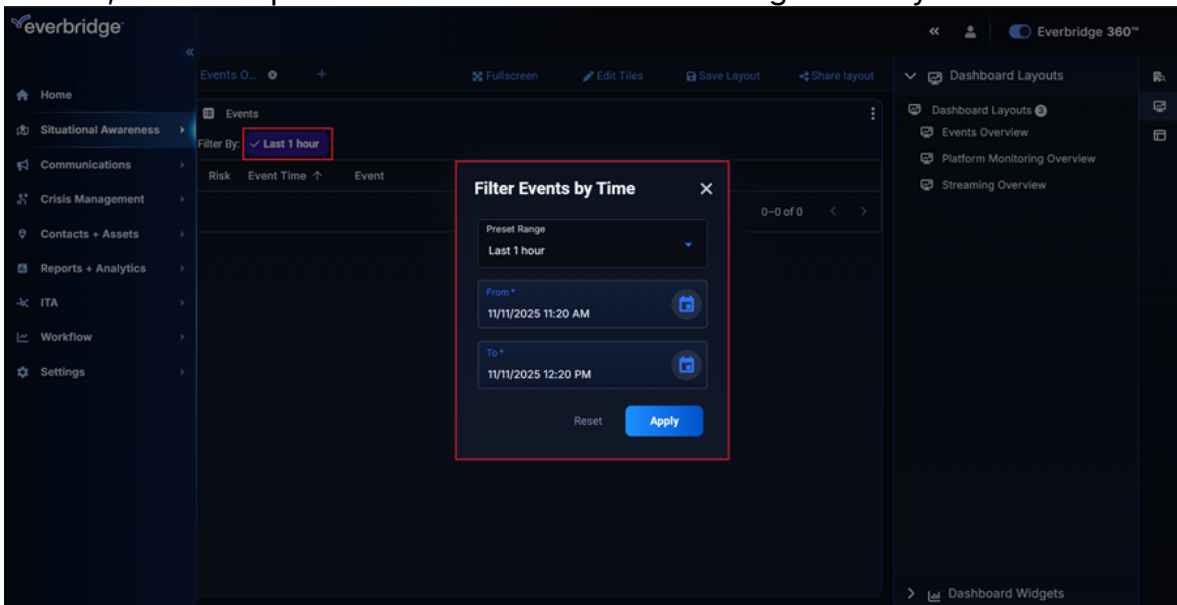 everbridge
Everbridge 360™
Events O...
Fullscreen
Edit Tiles
Save Layout
Share layout
Home
Situational Awareness
Communications
Crisis Management
Contacts + Assets
Reports + Analytics
ITA
Workflow
Settings
Events
Filter By: Last 1 hour
Risk Event Time ↑ Event
0–0 of 0
Filter Events by Time
Preset Range
Last 1 hour
From *
11/11/2025 11:20 AM
To *
11/11/2025 12:20 PM
Reset Apply
Dashboard Layouts
Dashboard Layouts 3
Events Overview
Platform Monitoring Overview
Streaming Overview
Dashboard Widgets